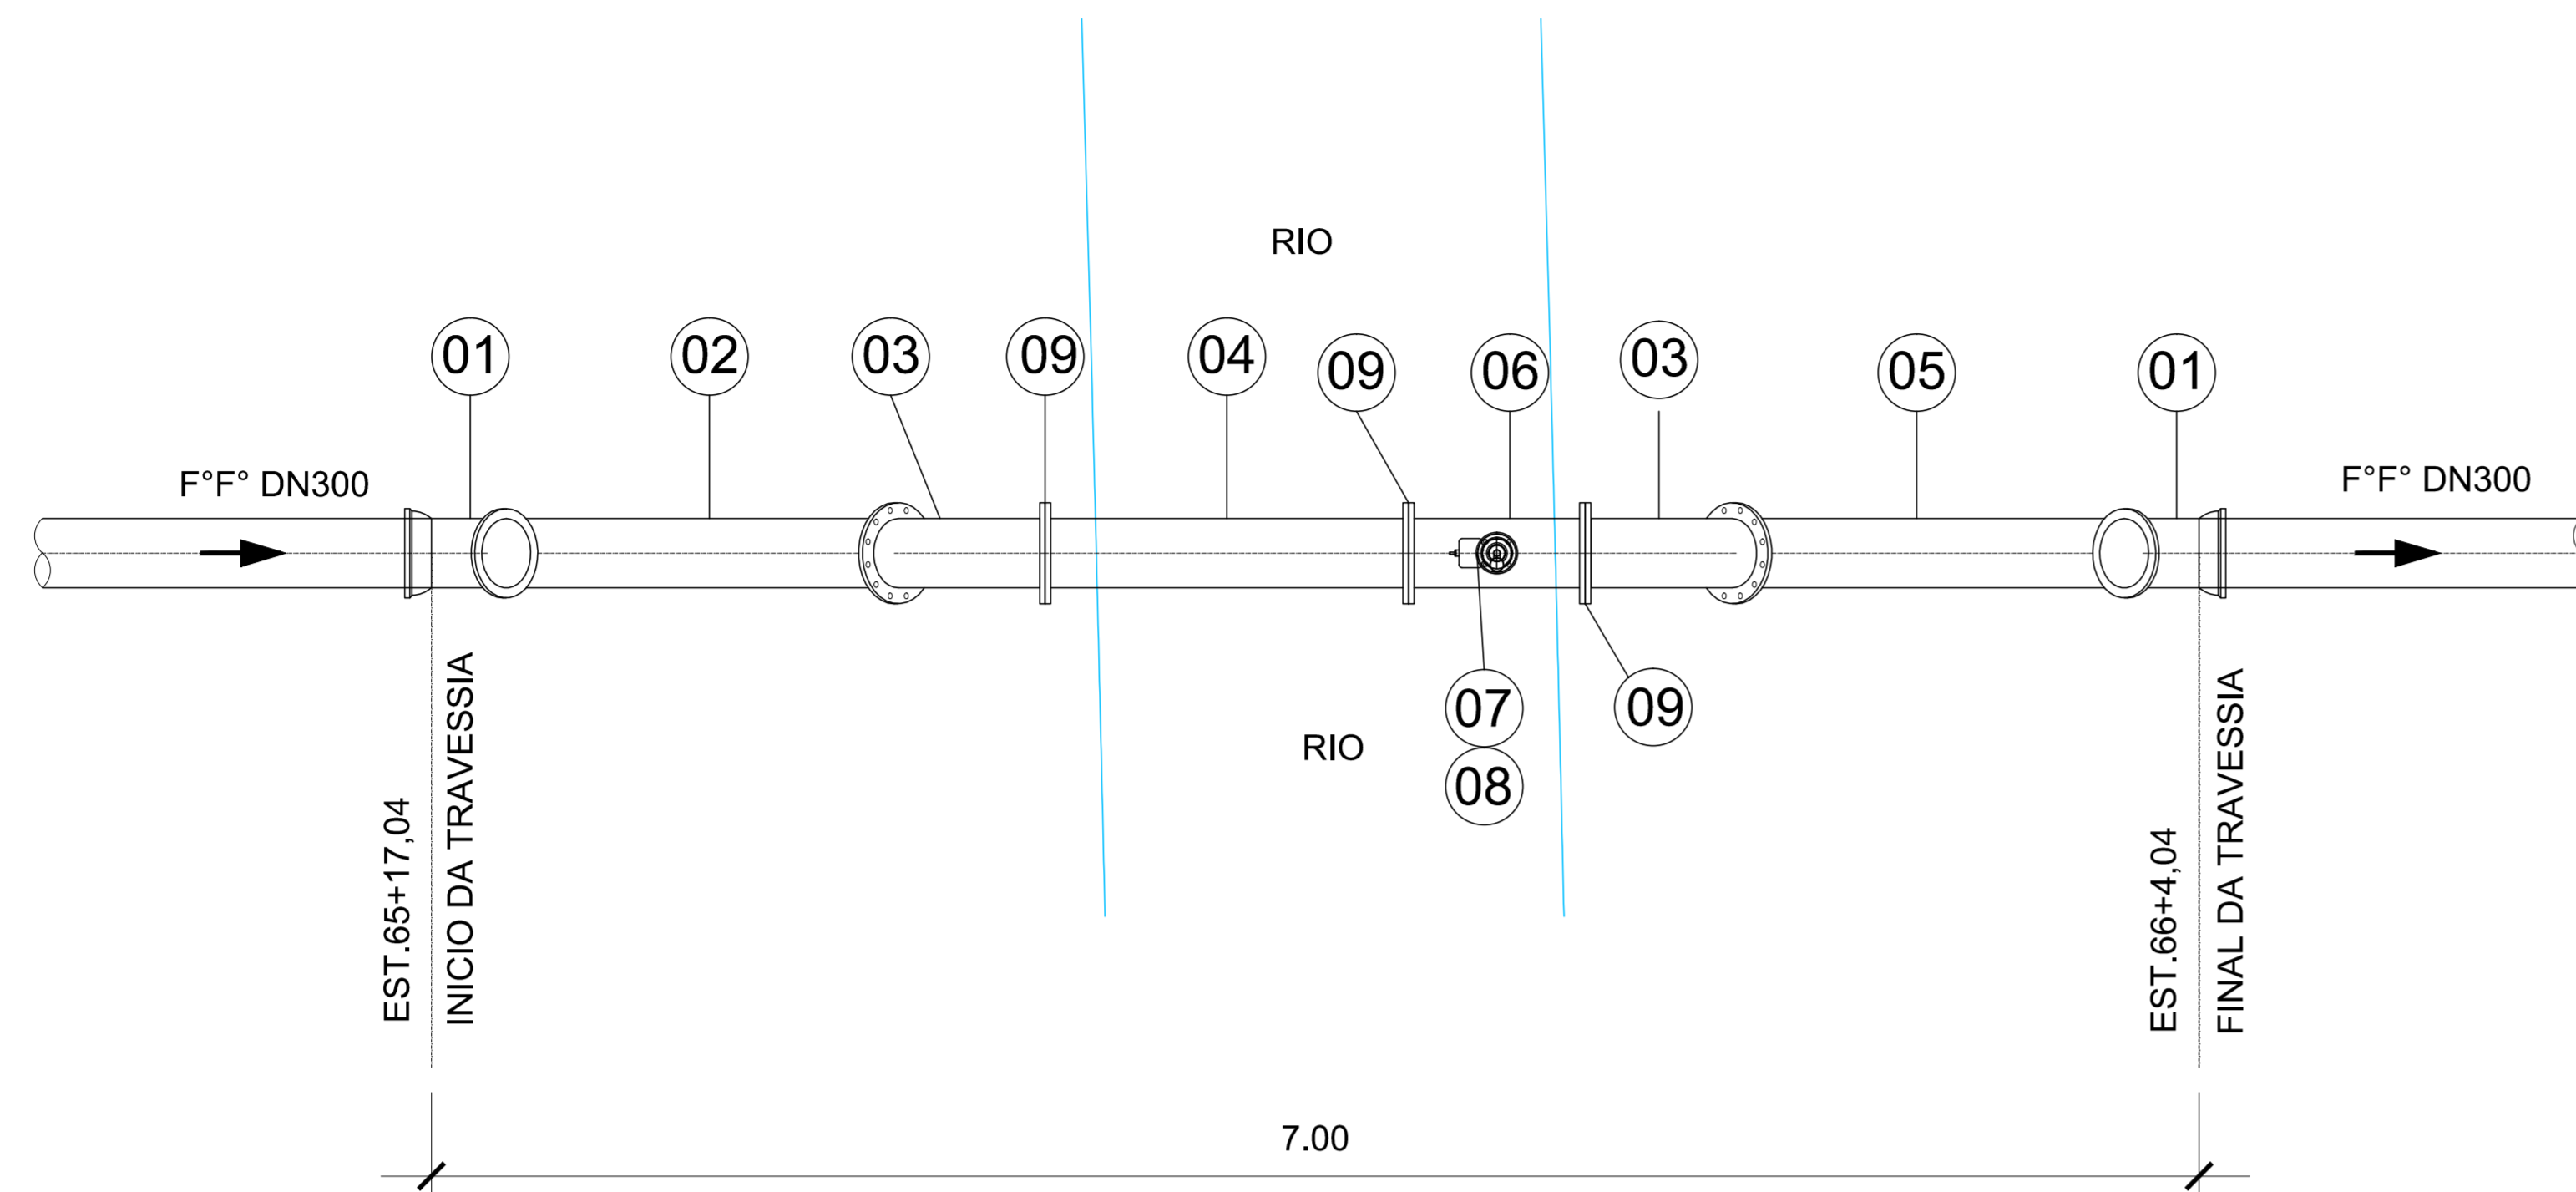 RIO
01
02
03
09
04
09
06
03
05
01
F°F° DN300
F°F° DN300
07
08
09
RIO
EST.65+17,04
INICIO DA TRAVESSIA
EST.66+4,04
FINAL DA TRAVESSIA
7.00